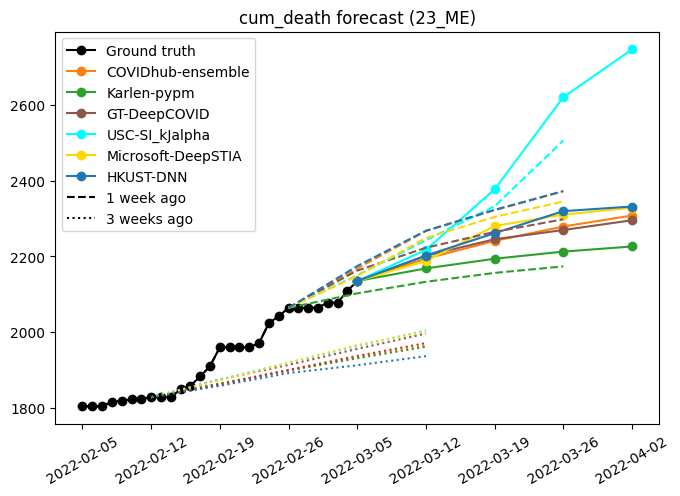 cum_death forecast (23_ME)
Ground truth
COVIDhub-ensemble
Karlen-pypm
GT-DeepCOVID
USC-SI_kJalpha
Microsoft-DeepSTIA
HKUST-DNN
1 week ago
3 weeks ago
2600
2400
2200
2000
1800
2022-02-05
2022-02-12
2022-02-19
2022-02-26
2022-03-05
2022-03-12
2022-03-19
2022-03-26
2022-04-02